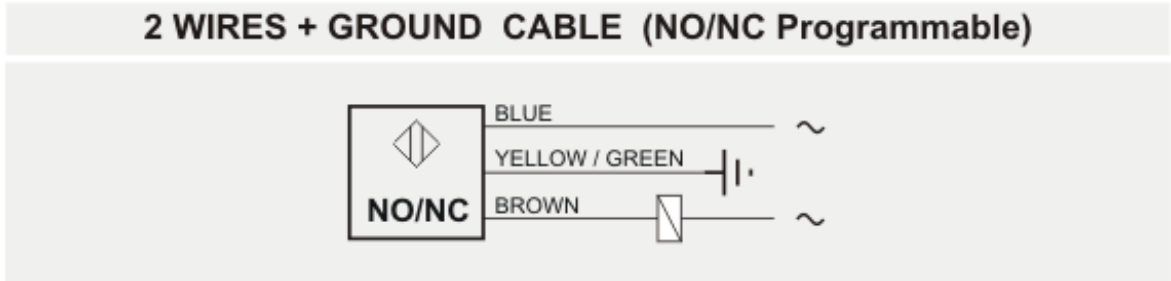 2 WIRES + GROUND CABLE (NO/NC Programmable)
BLUE
YELLOW / GREEN
NO/NC
BROWN